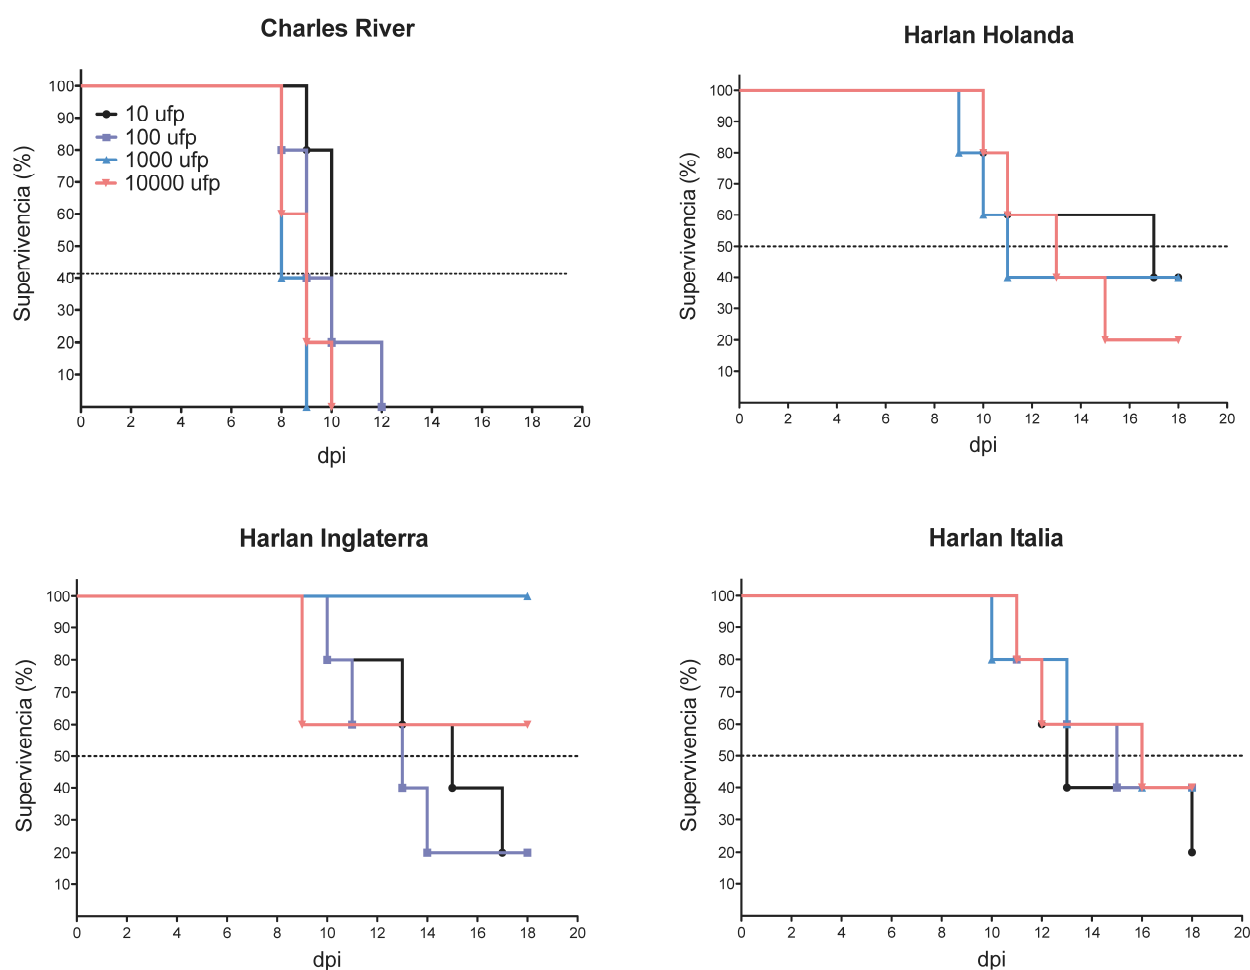 Charles River
Supervivencia (%)
100
90
80
70
60
50
40
30
20
10
10 ufp
100 ufp
1000 ufp
10000 ufp
0 2 4 6 8 10 12 14 16 18 20
dpi
Harlan Holanda
Supervivencia (%)
100
90
80
70
60
50
40
30
20
10
0 2 4 6 8 10 12 14 16 18 20
dpi
Harlan Inglaterra
Supervivencia (%)
100
90
80
70
60
50
40
30
20
10
0 2 4 6 8 10 12 14 16 18 20
dpi
Harlan Italia
Supervivencia (%)
100
90
80
70
60
50
40
30
20
10
0 2 4 6 8 10 12 14 16 18 20
dpi